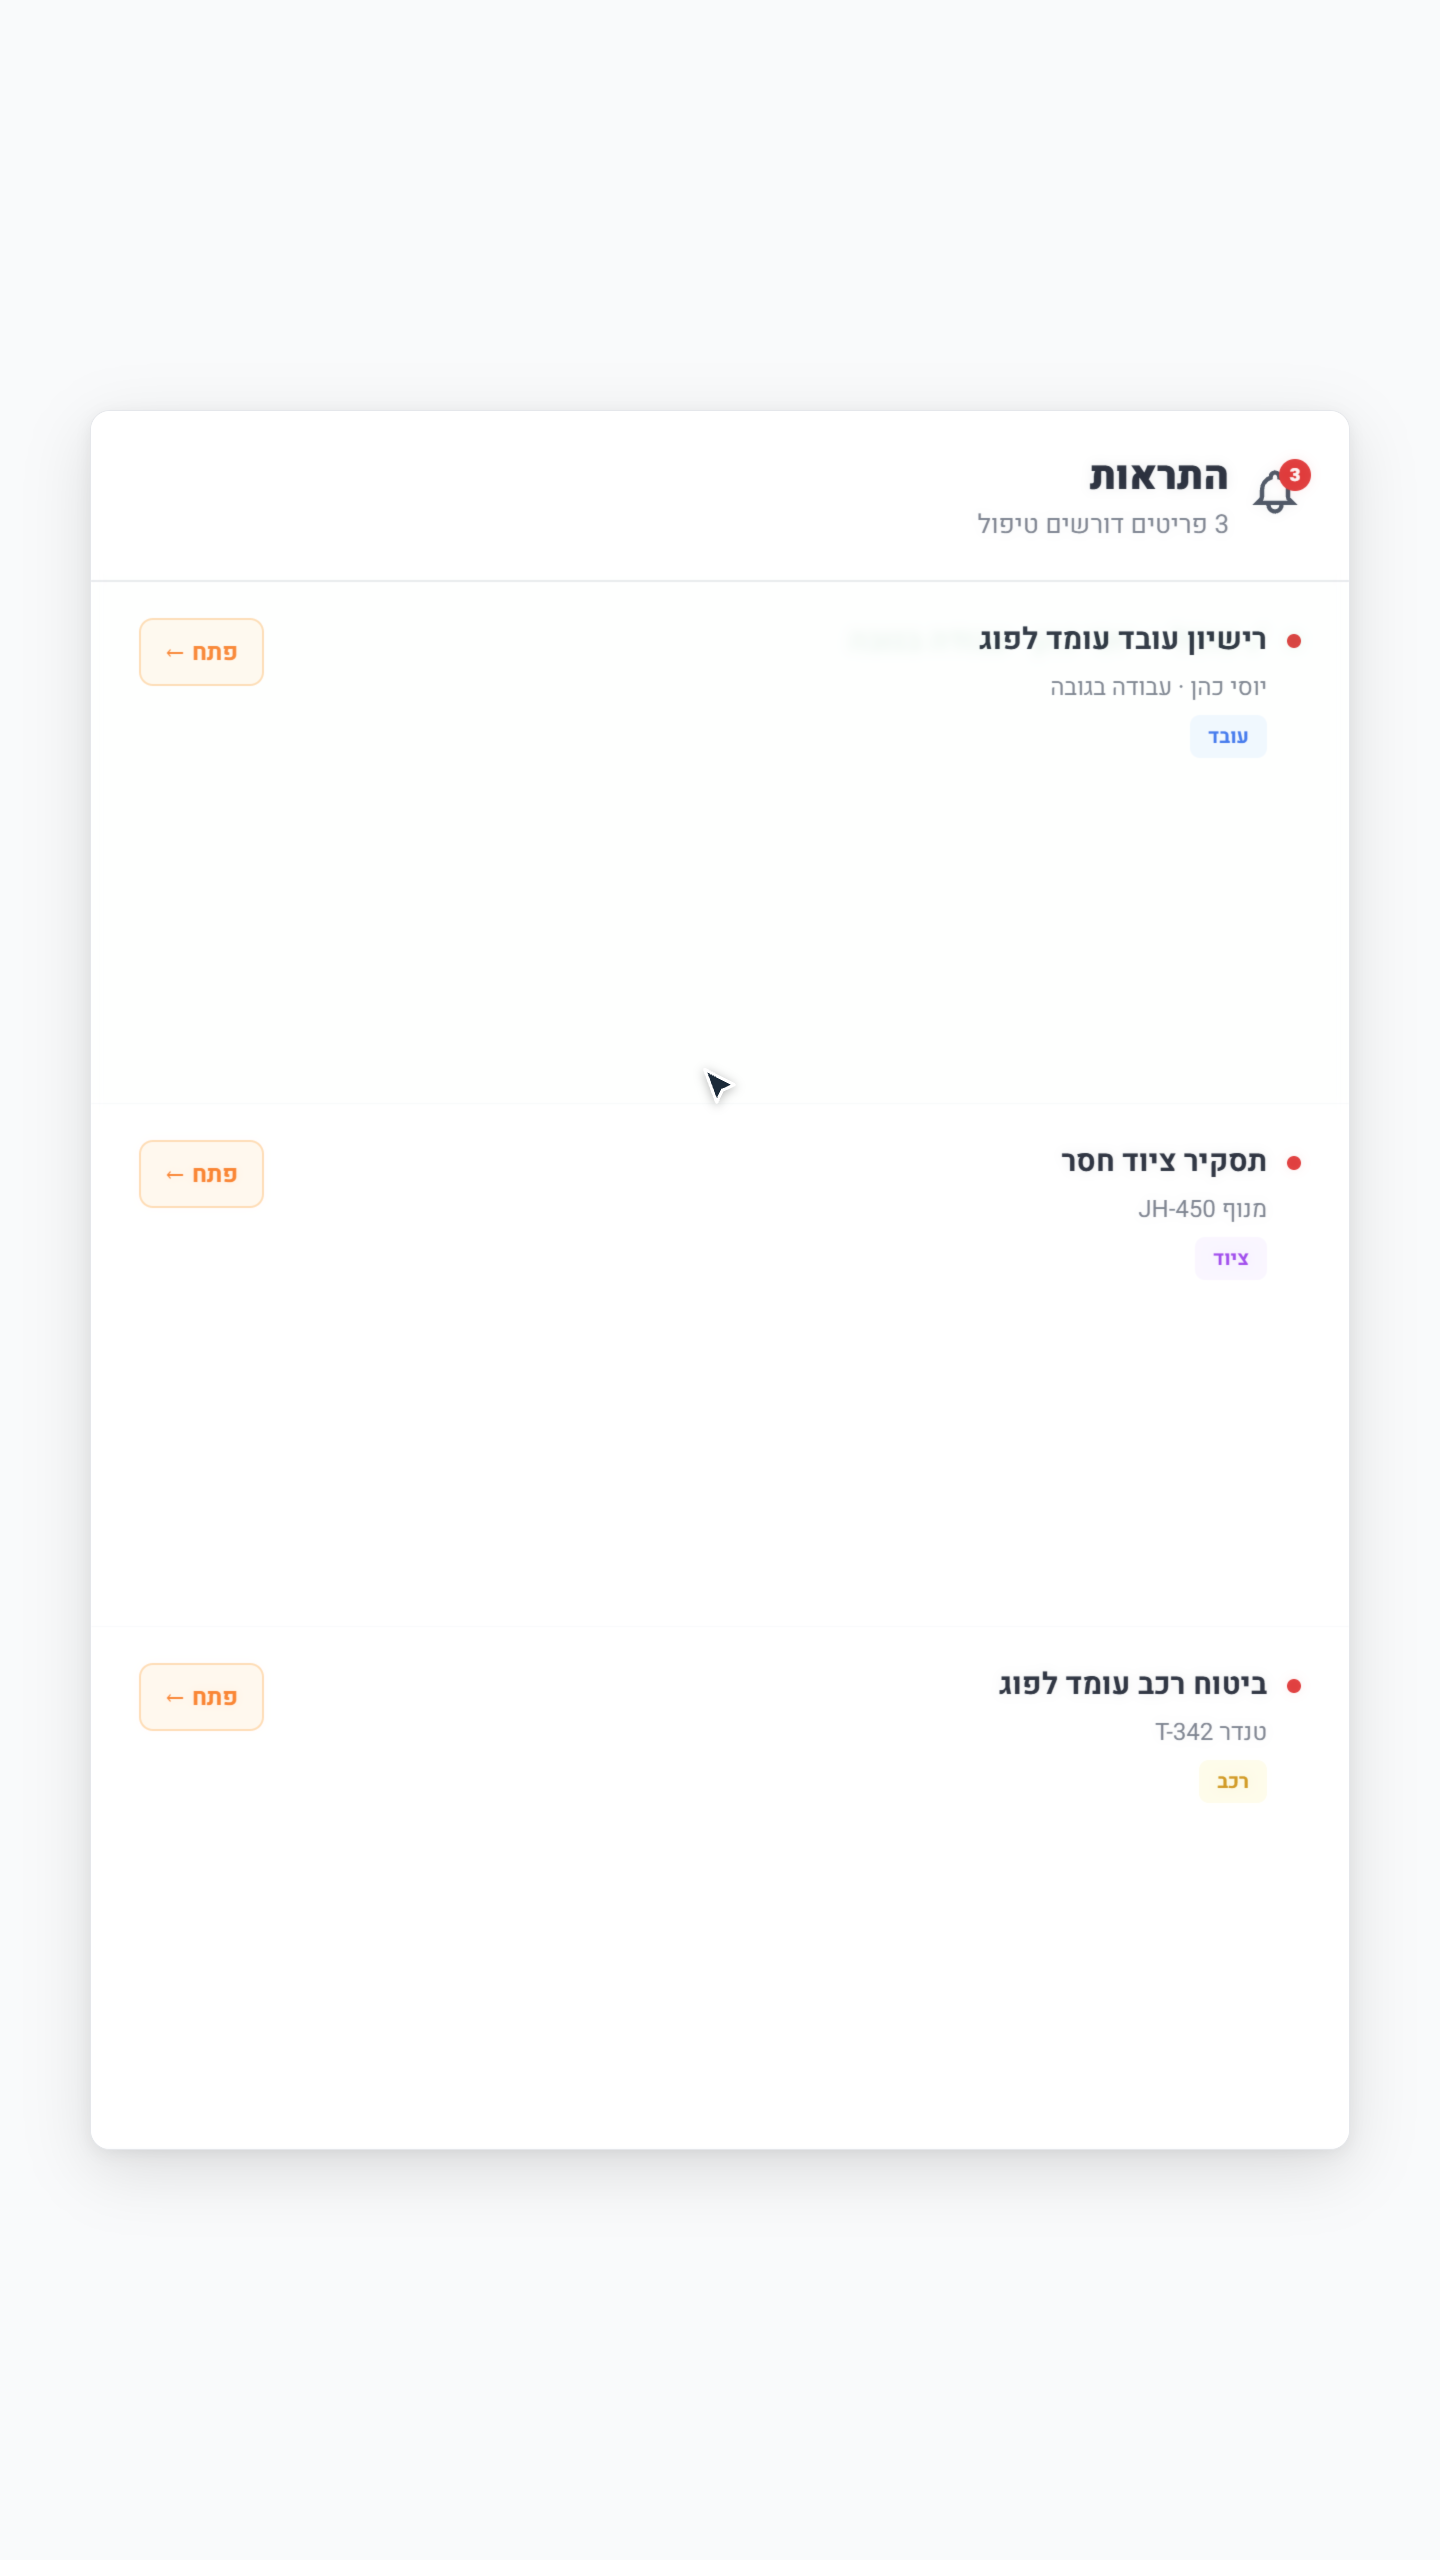 3
התראות
3 פריטים דורשים טיפול
רישיון עובד עומד לפוג
יוסי כהן · עבודה בגובה
עובד
פתח ←
תסקיר ציוד חסר
מנוף JH-450
ציוד
פתח ←
ביטוח רכב עומד לפוג
טנדר T-342
רכב
פתח ←